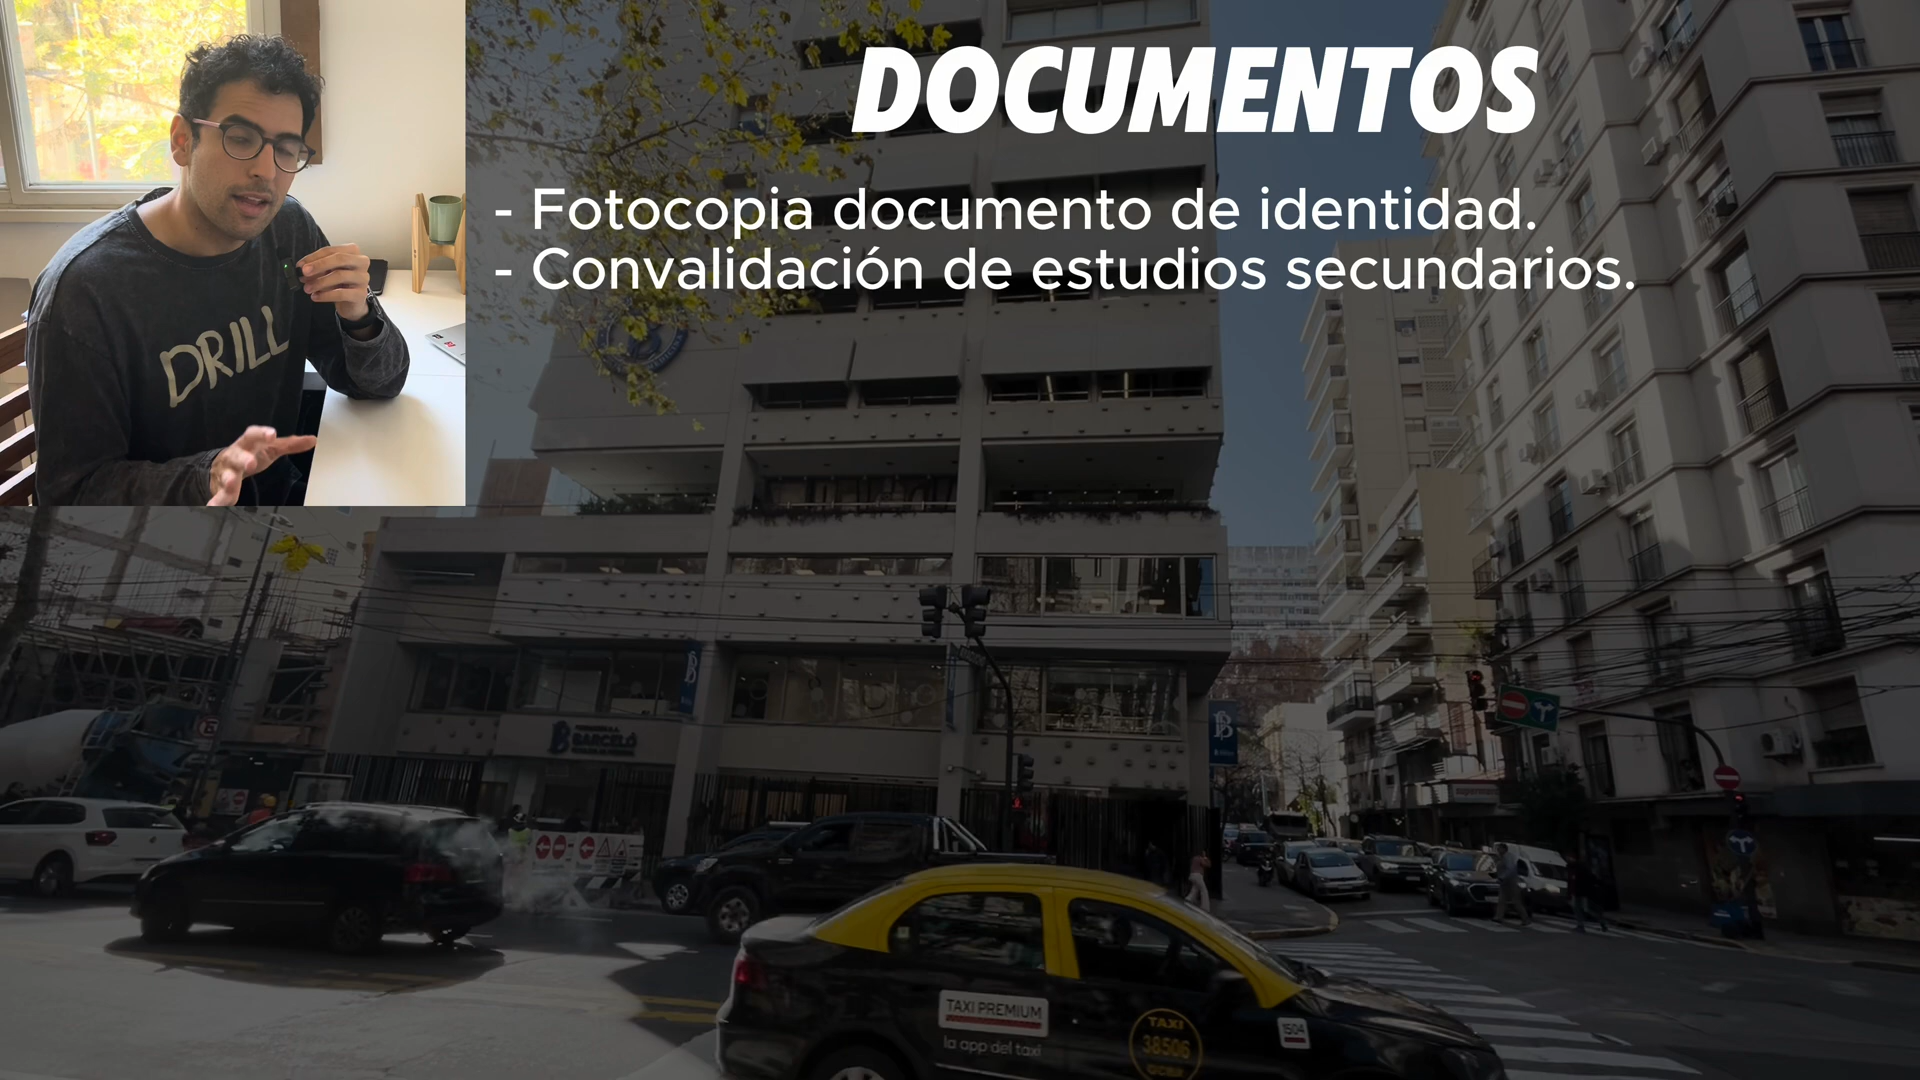 DOCUMENTOS
- Fotocopia documento de identidad.
- Convalidación de estudios secundarios.
DRILL
BARCELÓ
TAXI PREMIUM
la app del taxi
TAXI
38506
1504